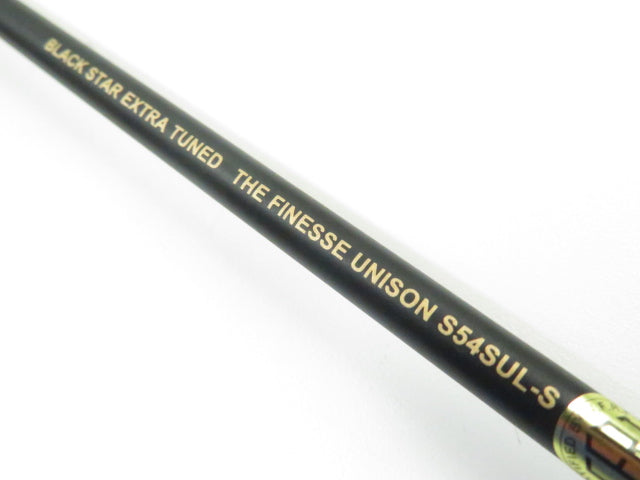 BLACK STAR EXTRA TUNED THE FINESSE UNISON S54SUL-S